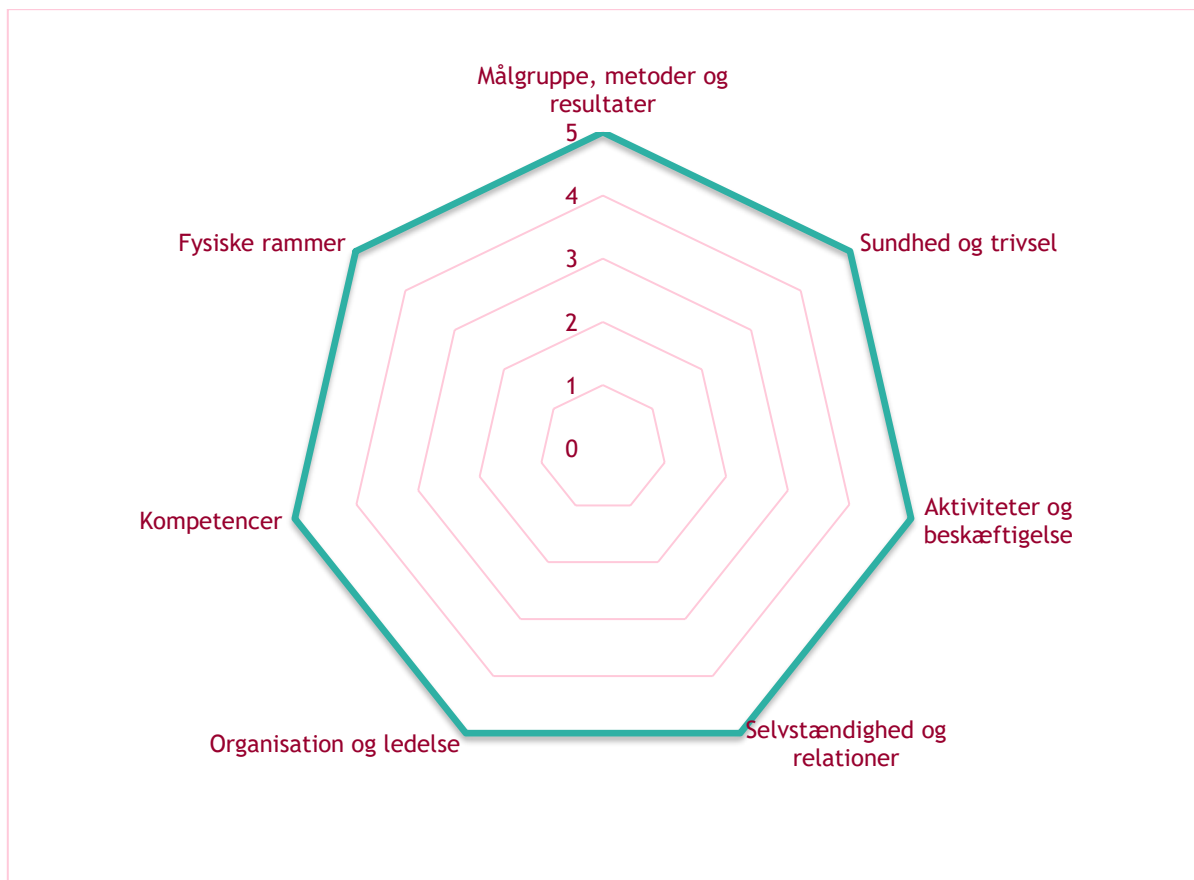 Målgruppe, metoder og
resultater
5
4
3
2
1
0
Sundhed og trivsel
Aktiviteter og
beskæftigelse
Selvstændighed og
relationer
Organisation og ledelse
Kompetencer
Fysiske rammer